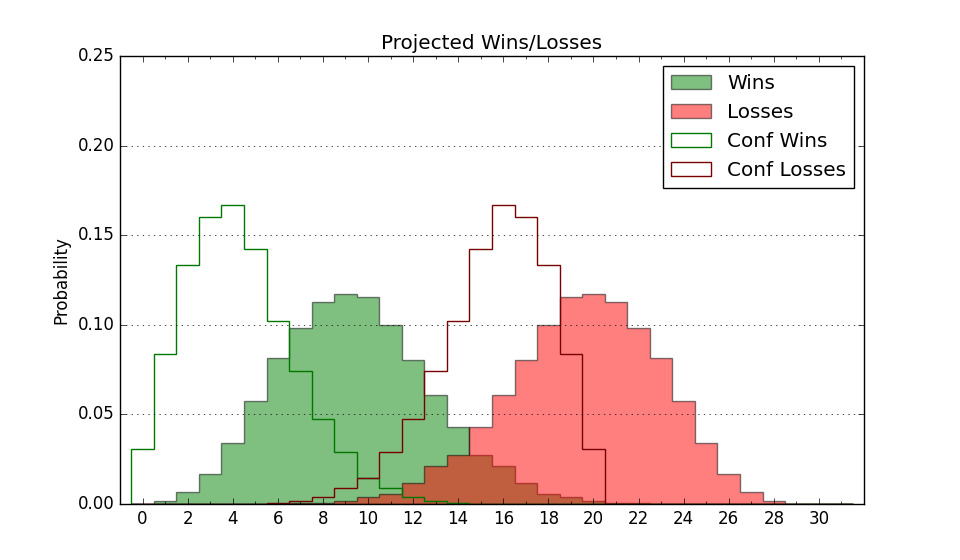 Projected Wins/Losses
0.25
0.20
0.15
0.10
0.05
0.00
Probability
Wins
Losses
Conf Wins
Conf Losses
0 2 4 6 8 10 12 14 16 18 20 22 24 26 28 30